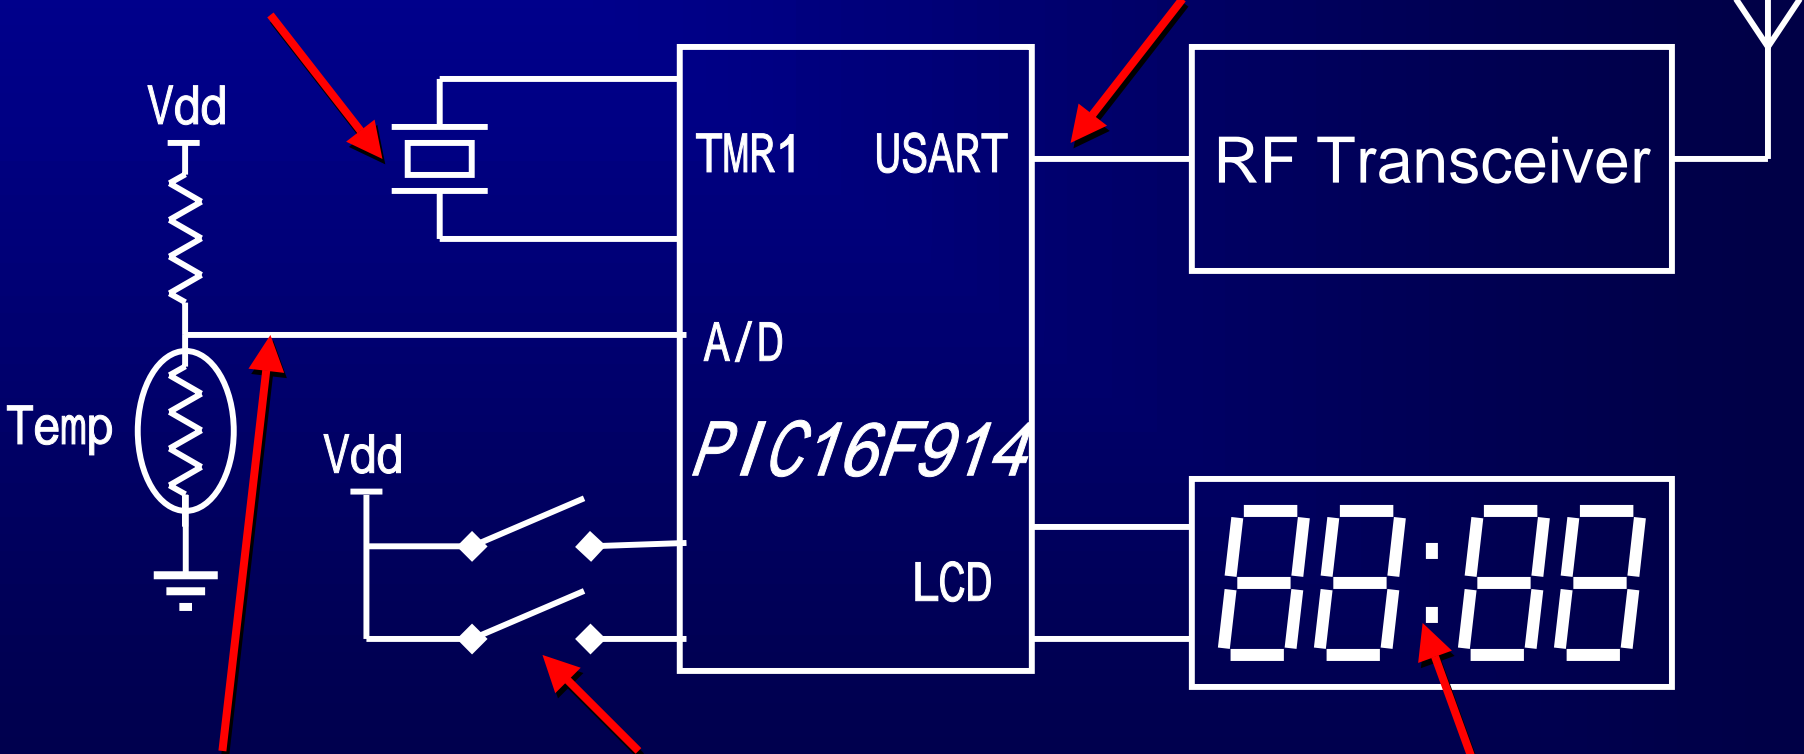 Vdd
TMR1 USART
RF Transceiver
A/D
Temp
PIC16F914
Vdd
LCD
88:88